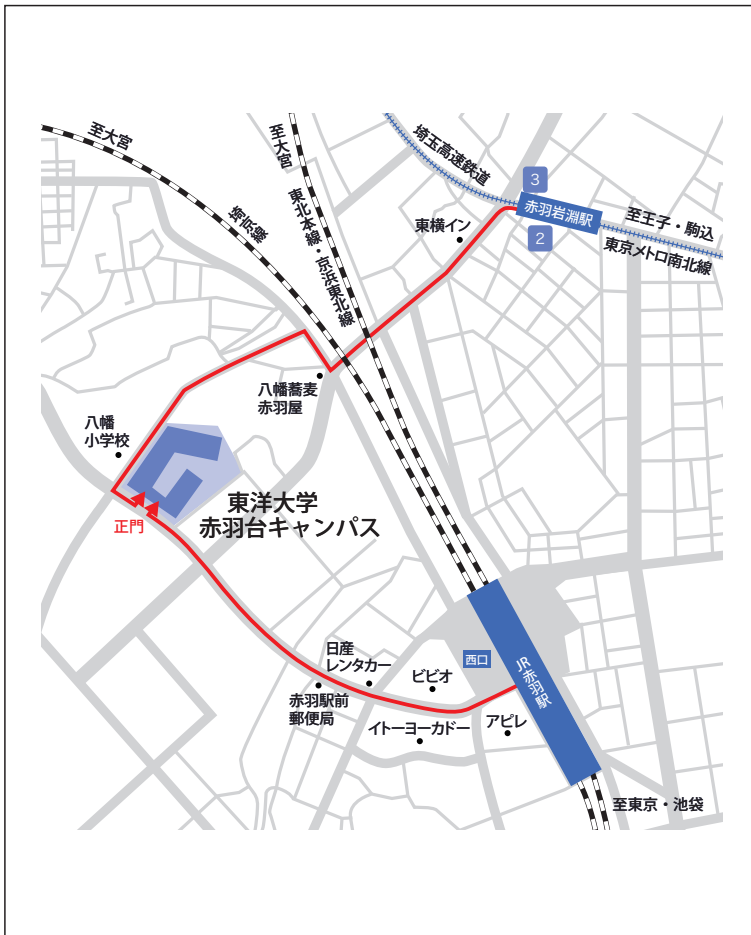 至大宮
至大宮
埼玉高速鉄道
3
赤羽岩淵駅
至王子・駒込
2
東京メトロ南北線
東横イン
埼京線
東北本線・京浜東北線
八幡蕎麦
赤羽屋
八幡
小学校
東洋大学
赤羽台キャンパス
正門
日産
レンタカー
ビビオ
西口
JR赤羽駅
赤羽駅前
郵便局
イトーヨーカドー
アピレ
至東京・池袋